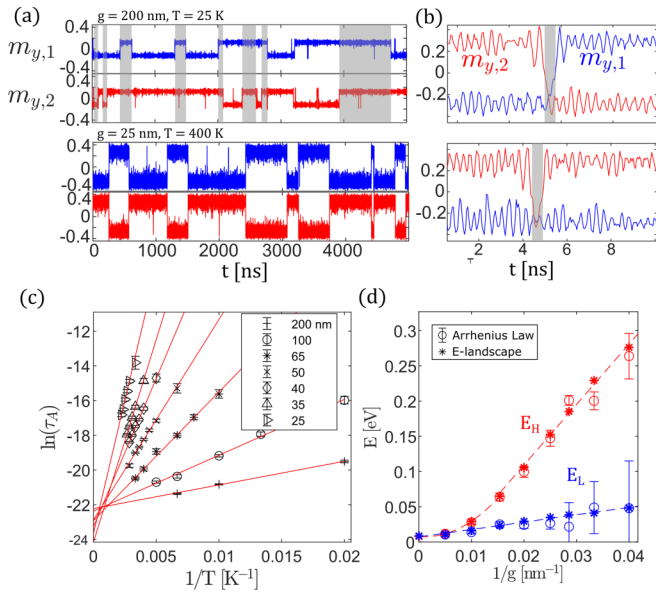 (a)
g = 200 nm, T = 25 K
m_{y,1}
0.4
0
-0.4
m_{y,2}
0.4
0
-0.4
g = 25 nm, T = 400 K
0.4
0
-0.4
0.4
0
-0.4
0 1000 2000 3000 4000
t [ns]
(b)
0.2
0
-0.2
m_{y,2} m_{y,1}
0.2
0
-0.2
2 4 6 8 10
t [ns]
(c)
ln(τ_A)
-12
-14
-16
-18
-20
-22
-24
200 nm
100
65
50
40
35
25
0 0.005 0.01 0.015 0.02
1/T [K⁻¹]
(d)
E [eV]
0.3
0.25
0.2
0.15
0.1
0.05
0
Arrhenius Law
E-landscape
E_H
E_L
0 0.01 0.02 0.03 0.04
1/g [nm⁻¹]